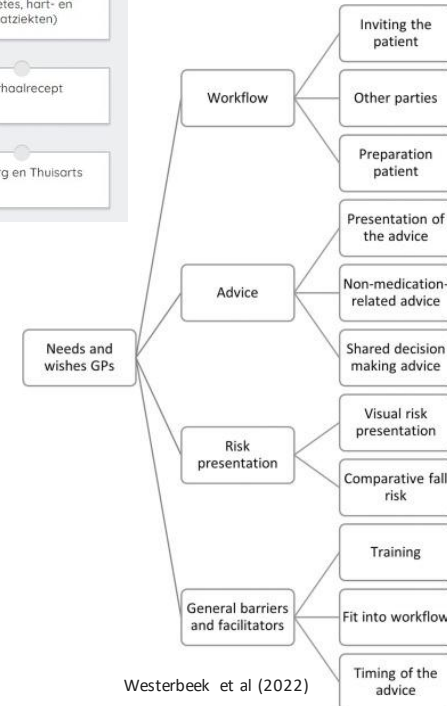 etes, hart- en
atziekten)
haalrecept
g en Thuisarts
Needs and
wishes GPs
Workflow
Inviting the
patient
Other parties
Preparation
patient
Advice
Presentation of
the advice
Non-medication-
related advice
Shared decision
making advice
Risk
presentation
Visual risk
presentation
Comparative fall
risk
General barriers
and facilitators
Training
Fit into workflow
Timing of the
advice
Westerbeek et al (2022)